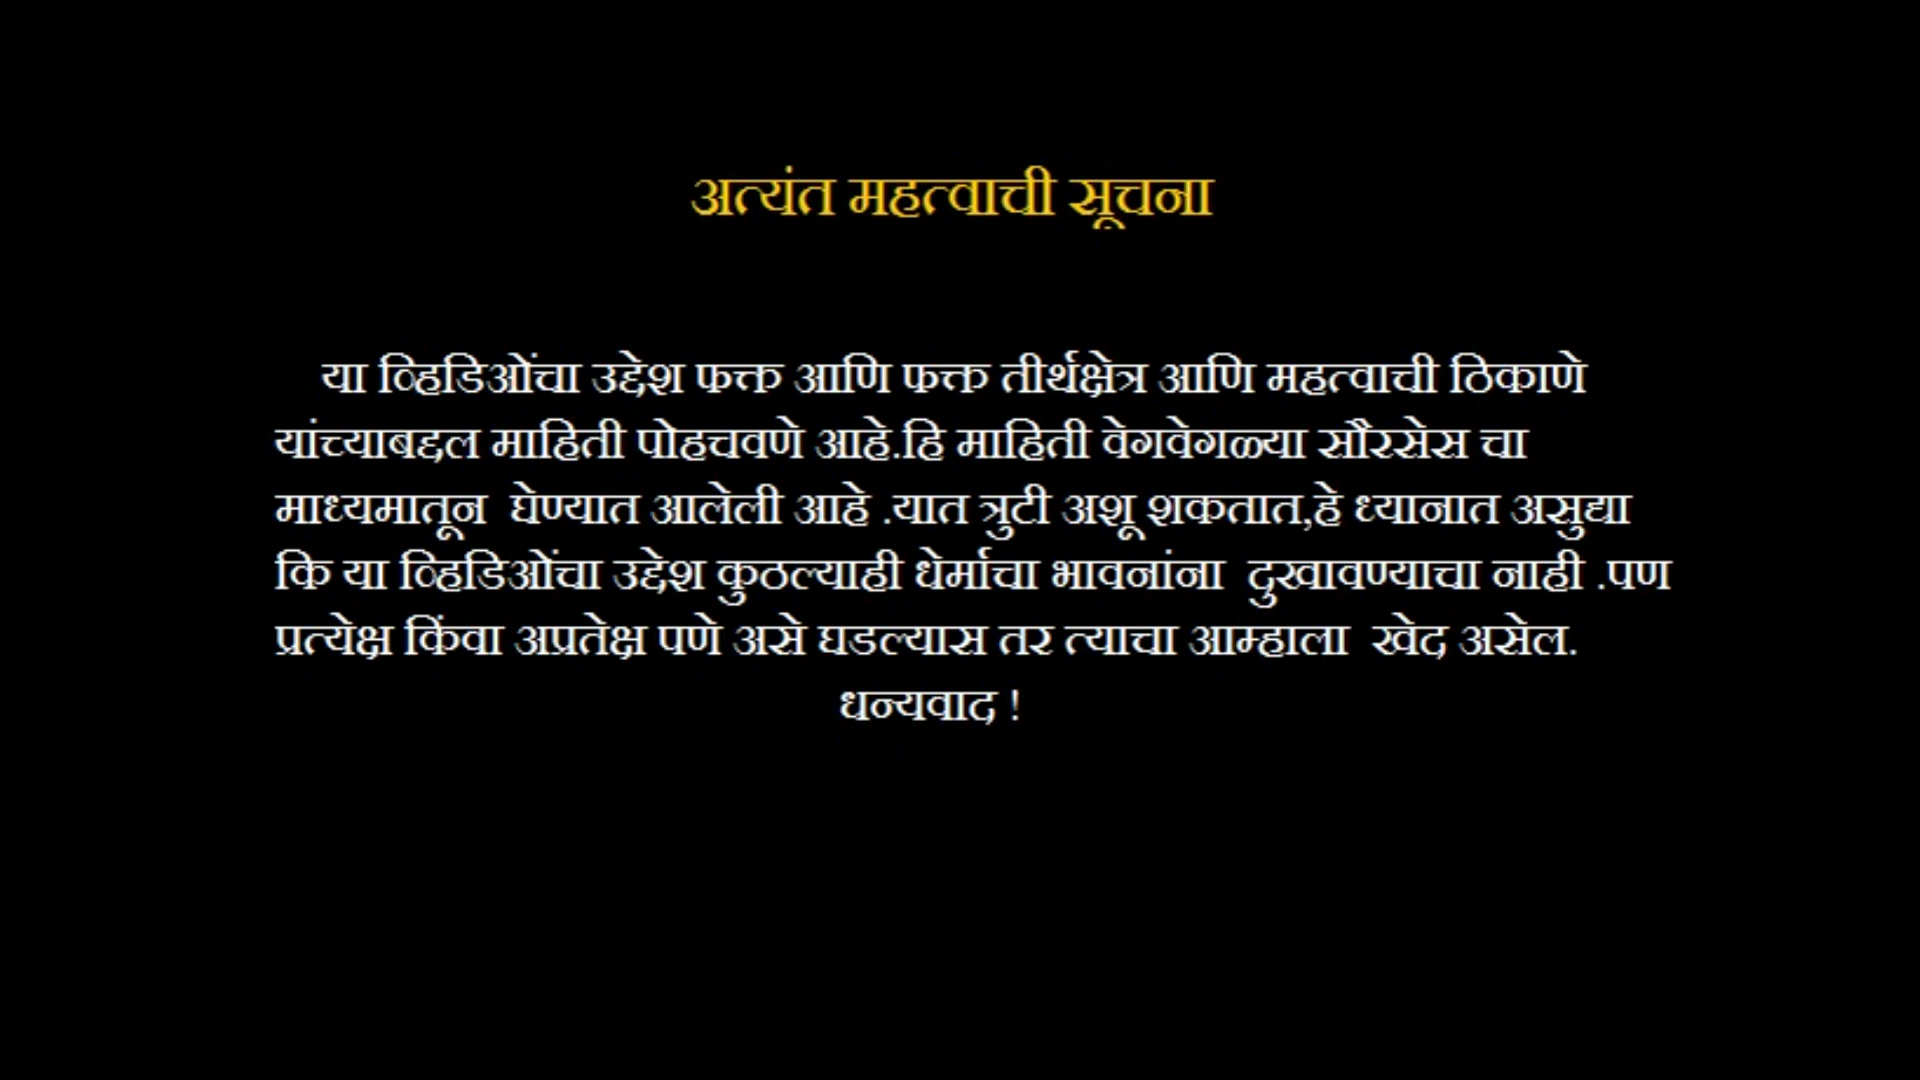 अत्यंत महत्वाची सूचना
या व्हिडिओंचा उद्देश फक्त आणि फक्त तीर्थक्षेत्र आणि महत्वाची ठिकाणे
यांच्याबद्दल माहिती पोहचवणे आहे.हि माहिती वेगवेगळ्या सौरसेस चा
माध्यमातून घेण्यात आलेली आहे .यात त्रुटी अशू शकतात,हे ध्यानात असुद्या
कि या व्हिडिओंचा उद्देश कुठल्याही धेर्माचा भावनांना दुखावण्याचा नाही .पण
प्रत्येक्ष किंवा अप्रतेक्ष पणे असे घडल्यास तर त्याचा आम्हाला खेद असेल.
धन्यवाद !